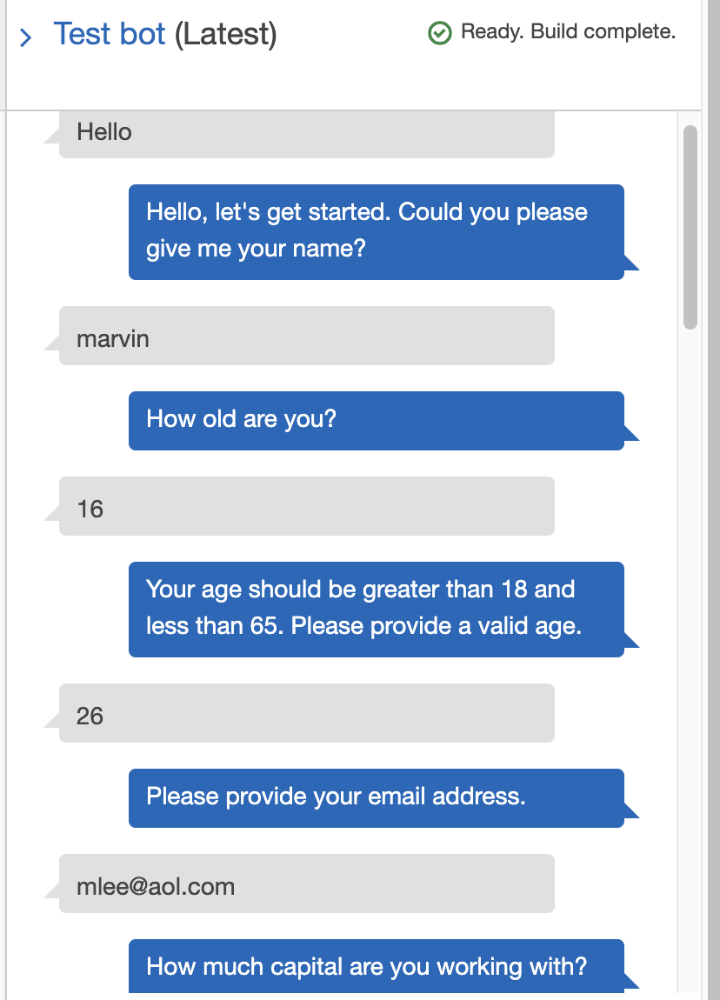 Test bot (Latest)
Ready. Build complete.
Hello
Hello, let's get started. Could you please
give me your name?
marvin
How old are you?
16
Your age should be greater than 18 and
less than 65. Please provide a valid age.
26
Please provide your email address.
mlee@aol.com
How much capital are you working with?